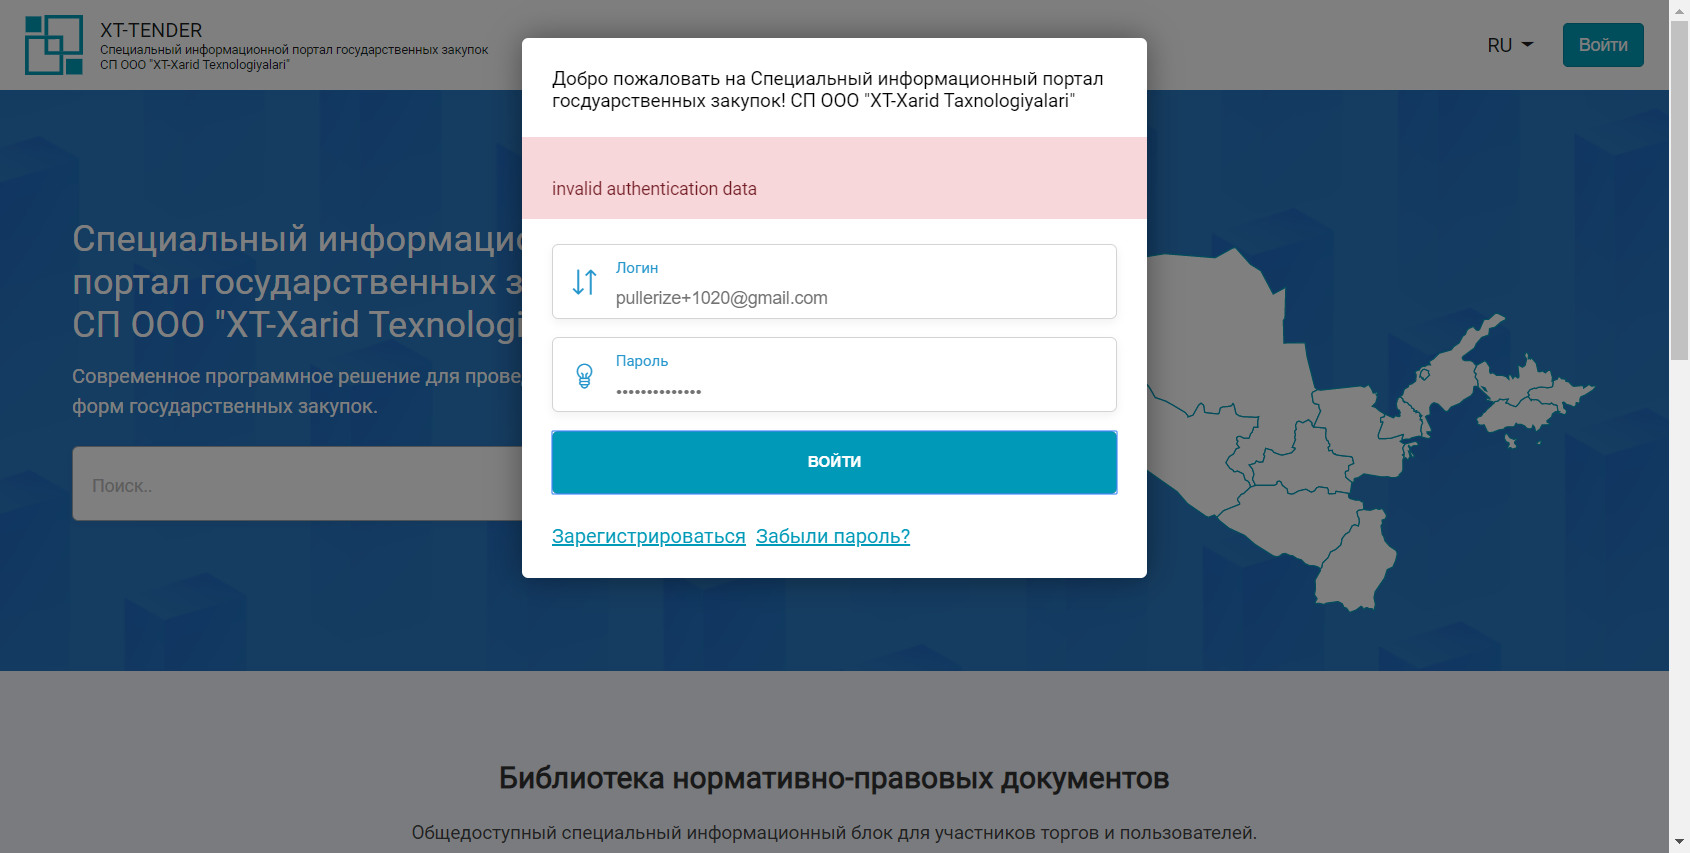 XT-TENDER
Специальный информационной портал государственных закупок
СП ООО "XT-Xarid Texnologiyalari"
RU
Войти
Добро пожаловать на Специальный информационный портал
госдуарственных закупок! СП ООО "XT-Xarid Taxnologiyalari"
invalid authentication data
Логин
pullerize+1020@gmail.com
Пароль
••••••••••••••
ВОЙТИ
Зарегистрироваться Забыли пароль?
Специальный информацио
портал государственных з
СП ООО "XT-Xarid Texnologi
Современное программное решение для прове
форм государственных закупок.
Поиск..
Библиотека нормативно-правовых документов
Общедоступный специальный информационный блок для участников торгов и пользователей.